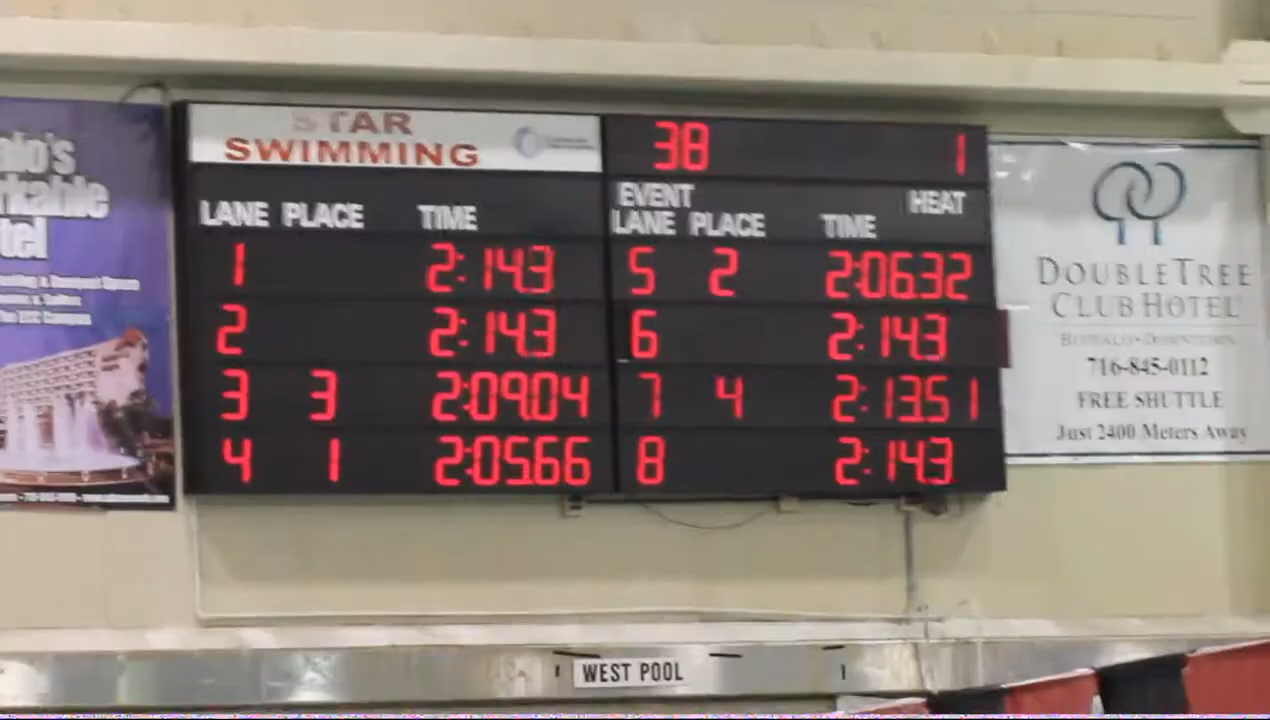 STAR
SWIMMING
38 1
EVENT HEAT
LANE PLACE TIME
1 2:14.3
2 2:14.3
3 3 2:09.04
4 1 2:05.66
LANE PLACE TIME
5 2 2:06.32
6 2:14.3
7 4 2:13.51
8 2:14.3
DOUBLETREE
CLUB HOTEL
BUFFALO-DOWNTOWN
716-845-0112
FREE SHUTTLE
Just 2400 Meters Away
WEST POOL